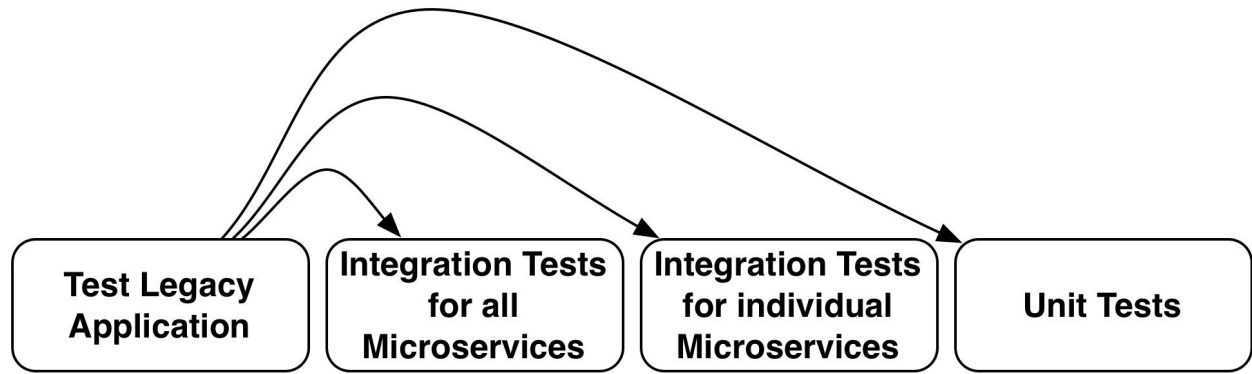 Test Legacy
Application
Integration Tests
for all
Microservices
Integration Tests
for individual
Microservices
Unit Tests